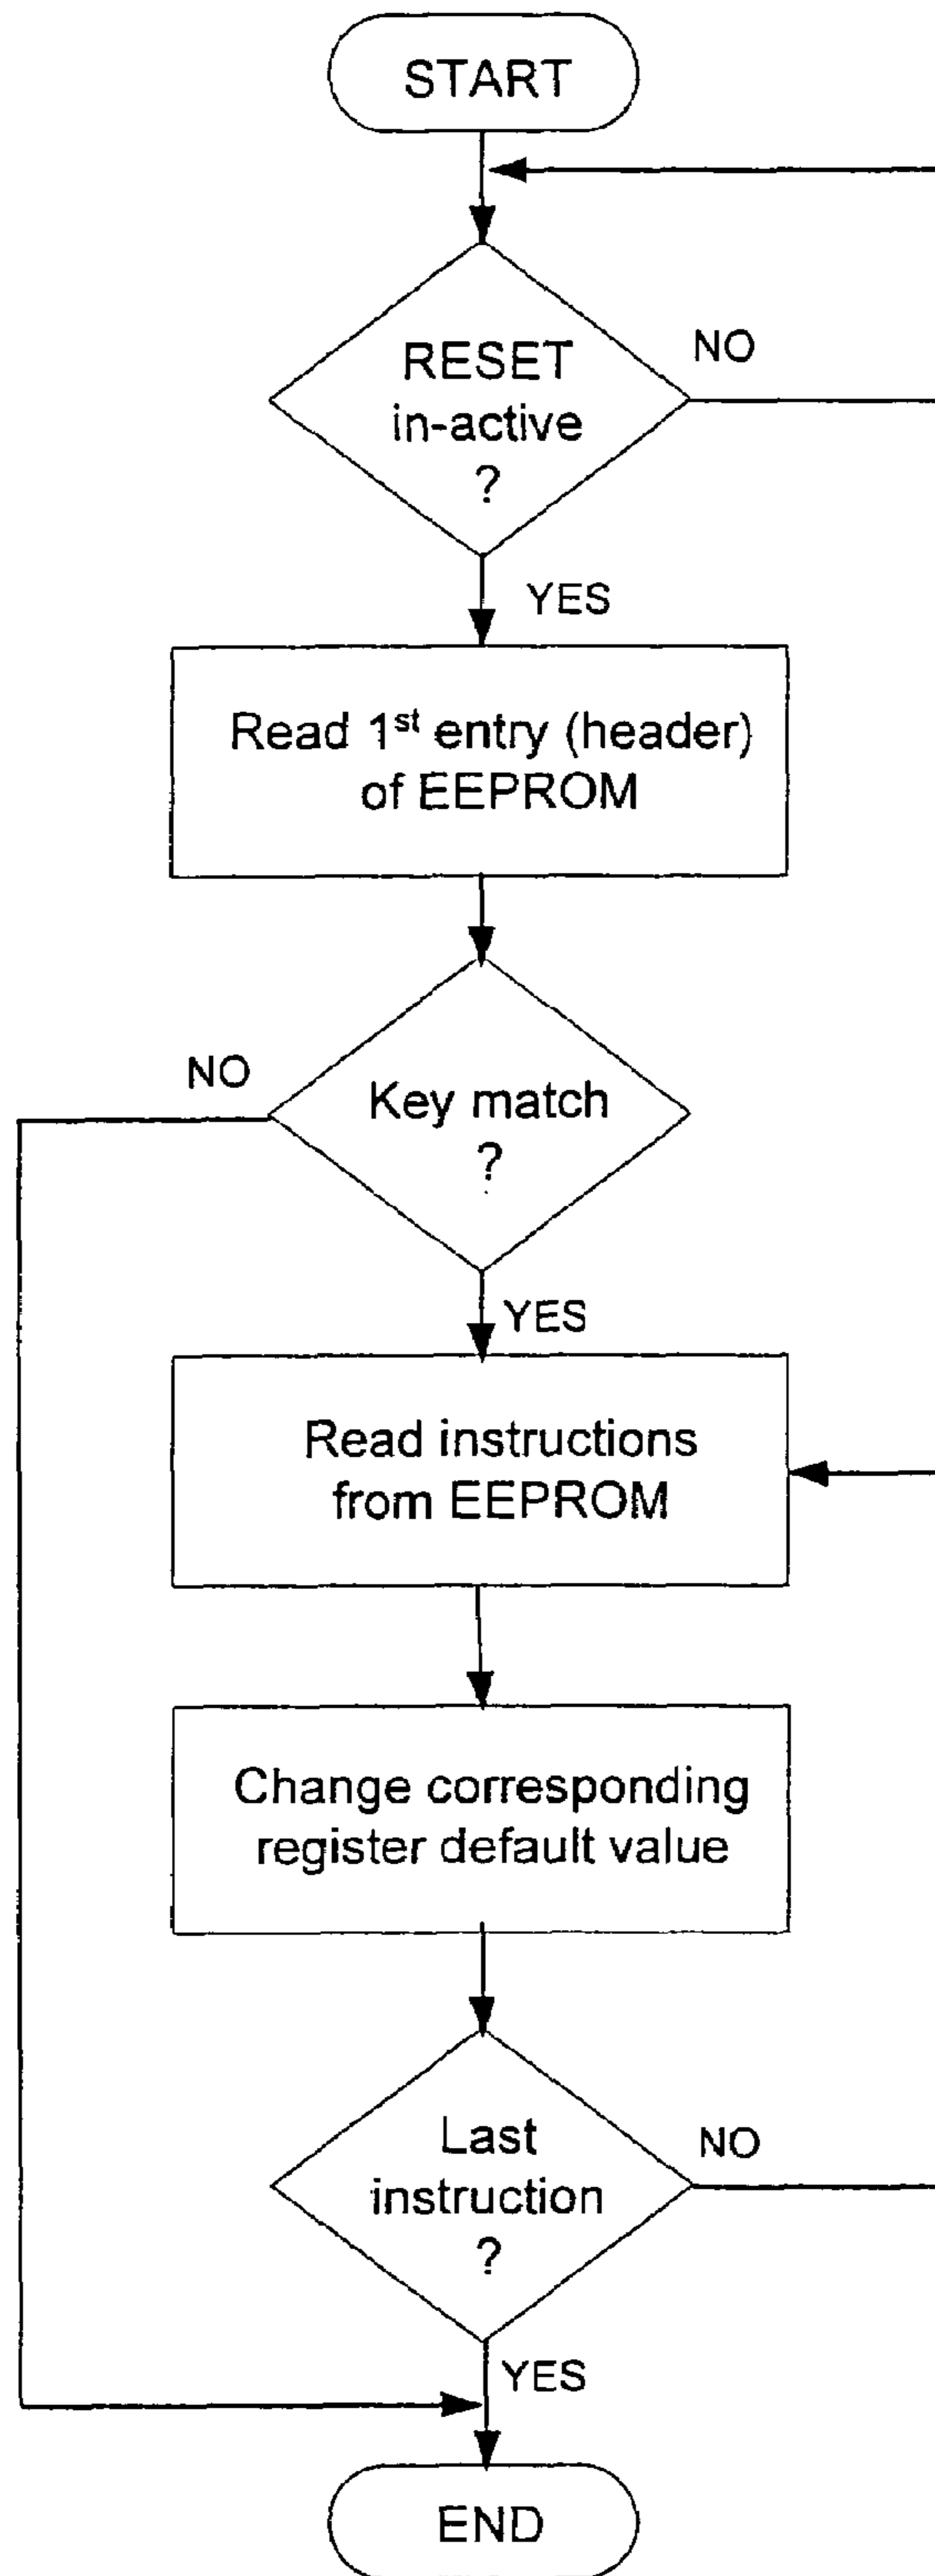 START
RESET
in-active
?
NO
YES
Read 1st entry (header)
of EEPROM
NO
Key match
?
YES
Read instructions
from EEPROM
Change corresponding
register default value
Last
instruction
?
NO
YES
END